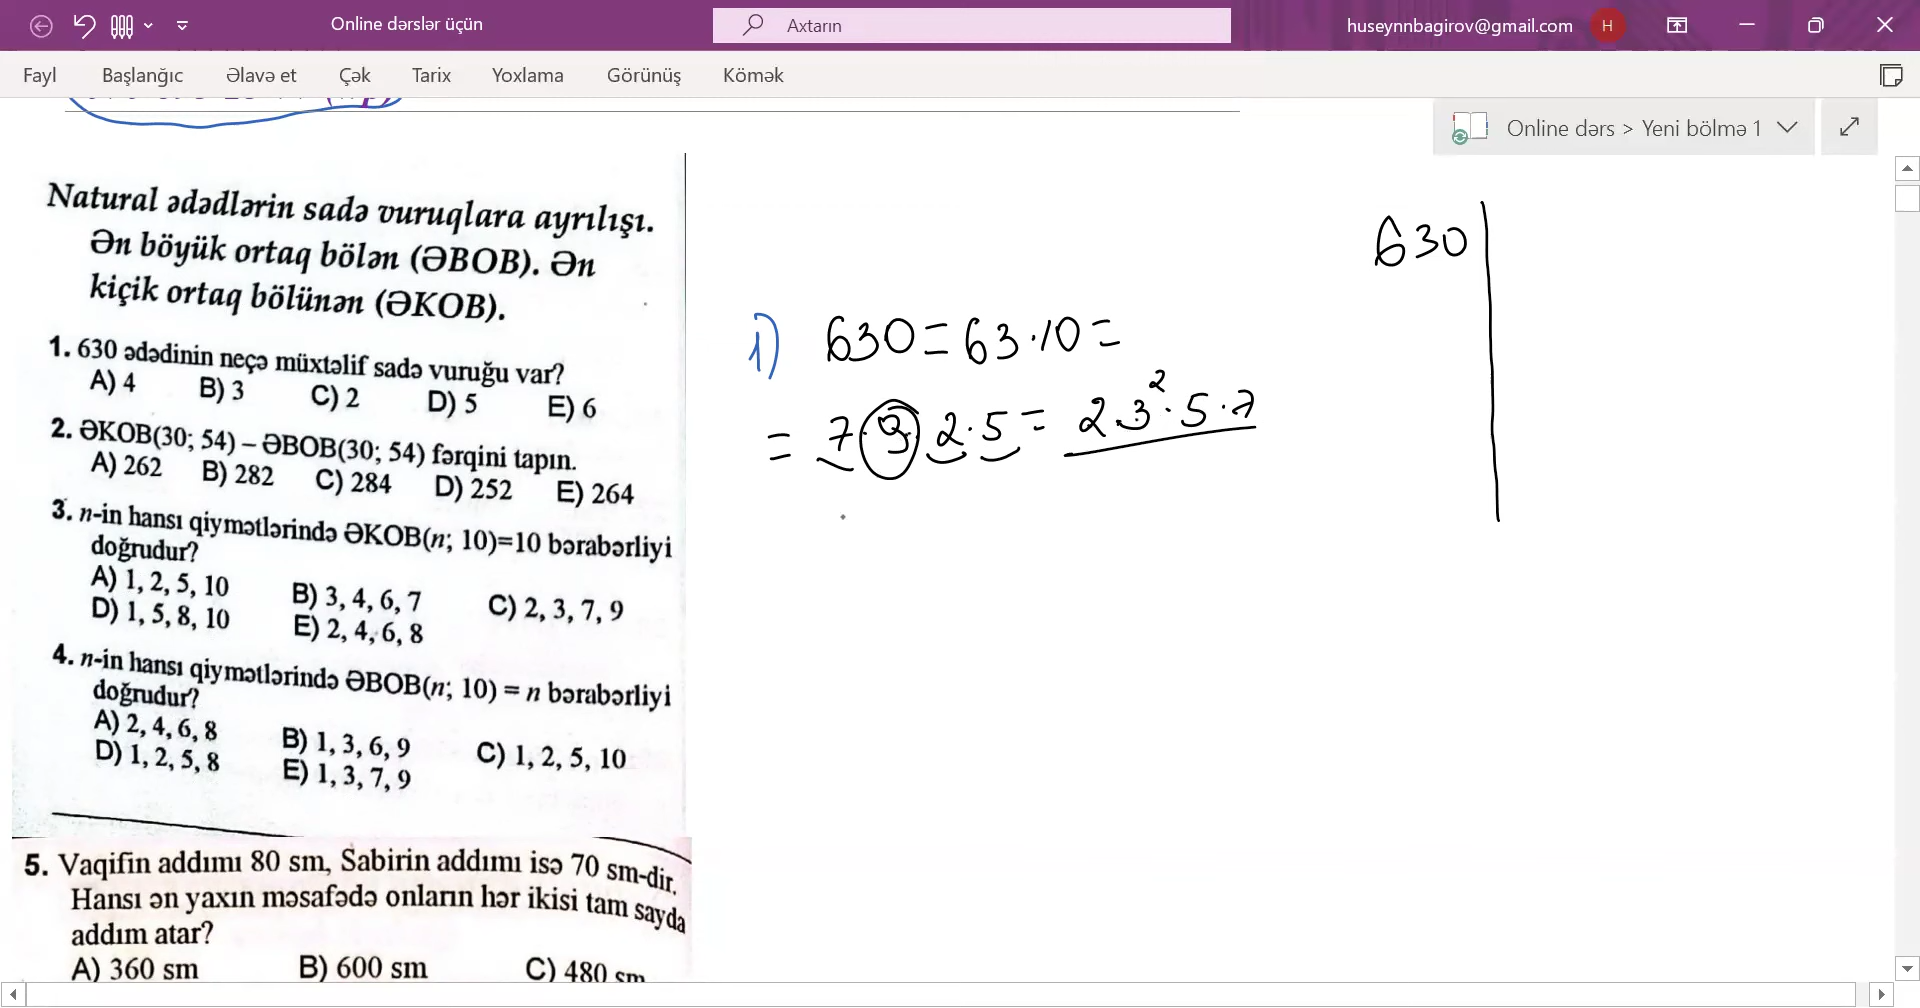 Online dərslər üçün
Axtarın
huseynnbagirov@gmail.com
H
Fayl Başlanğıc Əlavə et Çək Tarix Yoxlama Görünüş Kömək
Online dərs > Yeni bölmə 1
Natural ədədlərin sadə vuruqlara ayrılışı.
Ən böyük ortaq bölən (ƏBOB). Ən
kiçik ortaq bölünən (ƏKOB).
1. 630 ədədinin neçə müxtəlif sadə vuruğu var?
A) 4 B) 3 C) 2 D) 5 E) 6
2. ƏKOB(30; 54) – ƏBOB(30; 54) fərqini tapın.
A) 262 B) 282 C) 284 D) 252 E) 264
3. n-in hansı qiymətlərində ƏKOB(n; 10)=10 bərabərliyi
doğrudur?
A) 1, 2, 5, 10 B) 3, 4, 6, 7 C) 2, 3, 7, 9
D) 1, 5, 8, 10 E) 2, 4, 6, 8
4. n-in hansı qiymətlərində ƏBOB(n; 10) = n bərabərliyi
doğrudur?
A) 2, 4, 6, 8 B) 1, 3, 6, 9 C) 1, 2, 5, 10
D) 1, 2, 5, 8 E) 1, 3, 7, 9
5. Vaqifin addımı 80 sm, Sabirin addımı isə 70 sm-dir.
Hansı ən yaxın məsafədə onların hər ikisi tam sayda
addım atar?
A) 360 sm B) 600 sm C) 480 sm
1) 630 = 63·10 =
= 7·9·2·5 = 2·3²·5·7
630